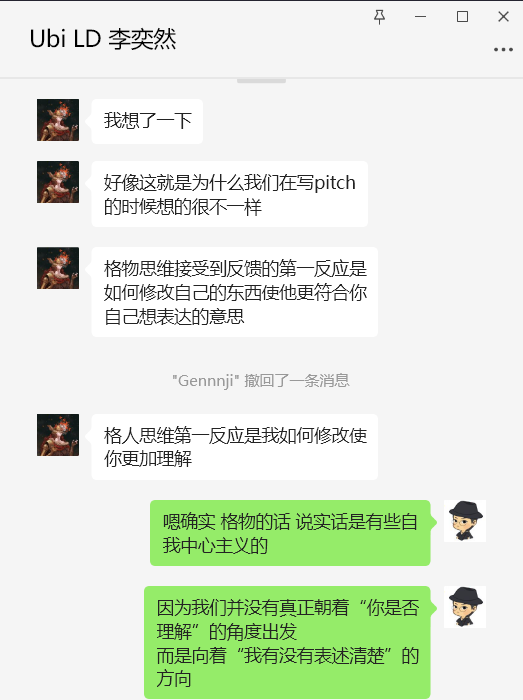 Ubi LD 李奕然
我想了一下
好像这就是为什么我们在写pitch
的时候想的很不一样
格物思维接受到反馈的第一反应是
如何修改自己的东西使他更符合你
自己想表达的意思
"Gennnji" 撤回了一条消息
格人思维第一反应是我如何修改使
你更加理解
嗯确实 格物的话 说实话是有些自
我中心主义的
因为我们并没有真正朝着“你是否
理解”的角度出发
而是向着“我有没有表述清楚”的
方向